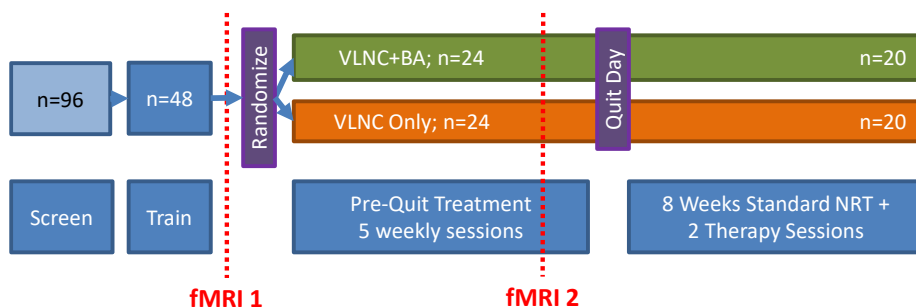 n=96
n=48
Randomize
VLNC+BA; n=24
n=20
VLNC Only; n=24
n=20
Quit Day
Screen
Train
Pre-Quit Treatment
5 weekly sessions
8 Weeks Standard NRT +
2 Therapy Sessions
fMRI 1
fMRI 2